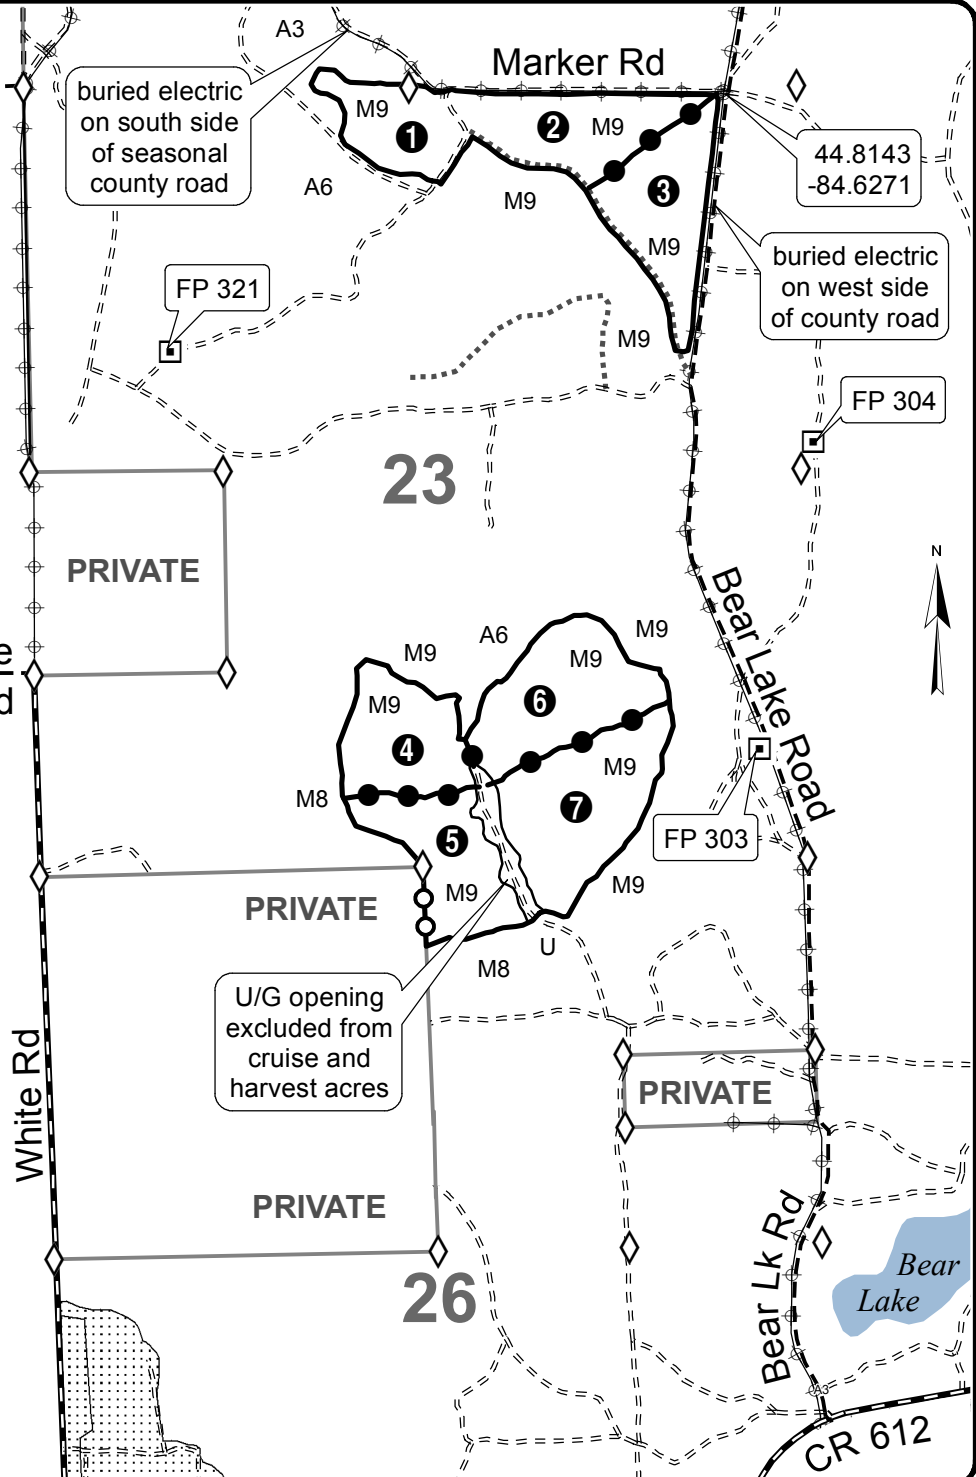 A3
Marker Rd
buried electric
on south side
of seasonal
county road
M9
1
2
M9
44.8143
-84.6271
A6
M9
3
M9
buried electric
on west side
of county road
FP 321
M9
FP 304
23
PRIVATE
N
Bear Lake Road
A6
M9
M9
M9
M9
6
4
M9
M8
7
5
FP 303
M9
M9
PRIVATE
U
M8
U/G opening
excluded from
cruise and
harvest acres
White Rd
PRIVATE
PRIVATE
Bear Lk Rd
Bear
Lake
26
A3
CR 612